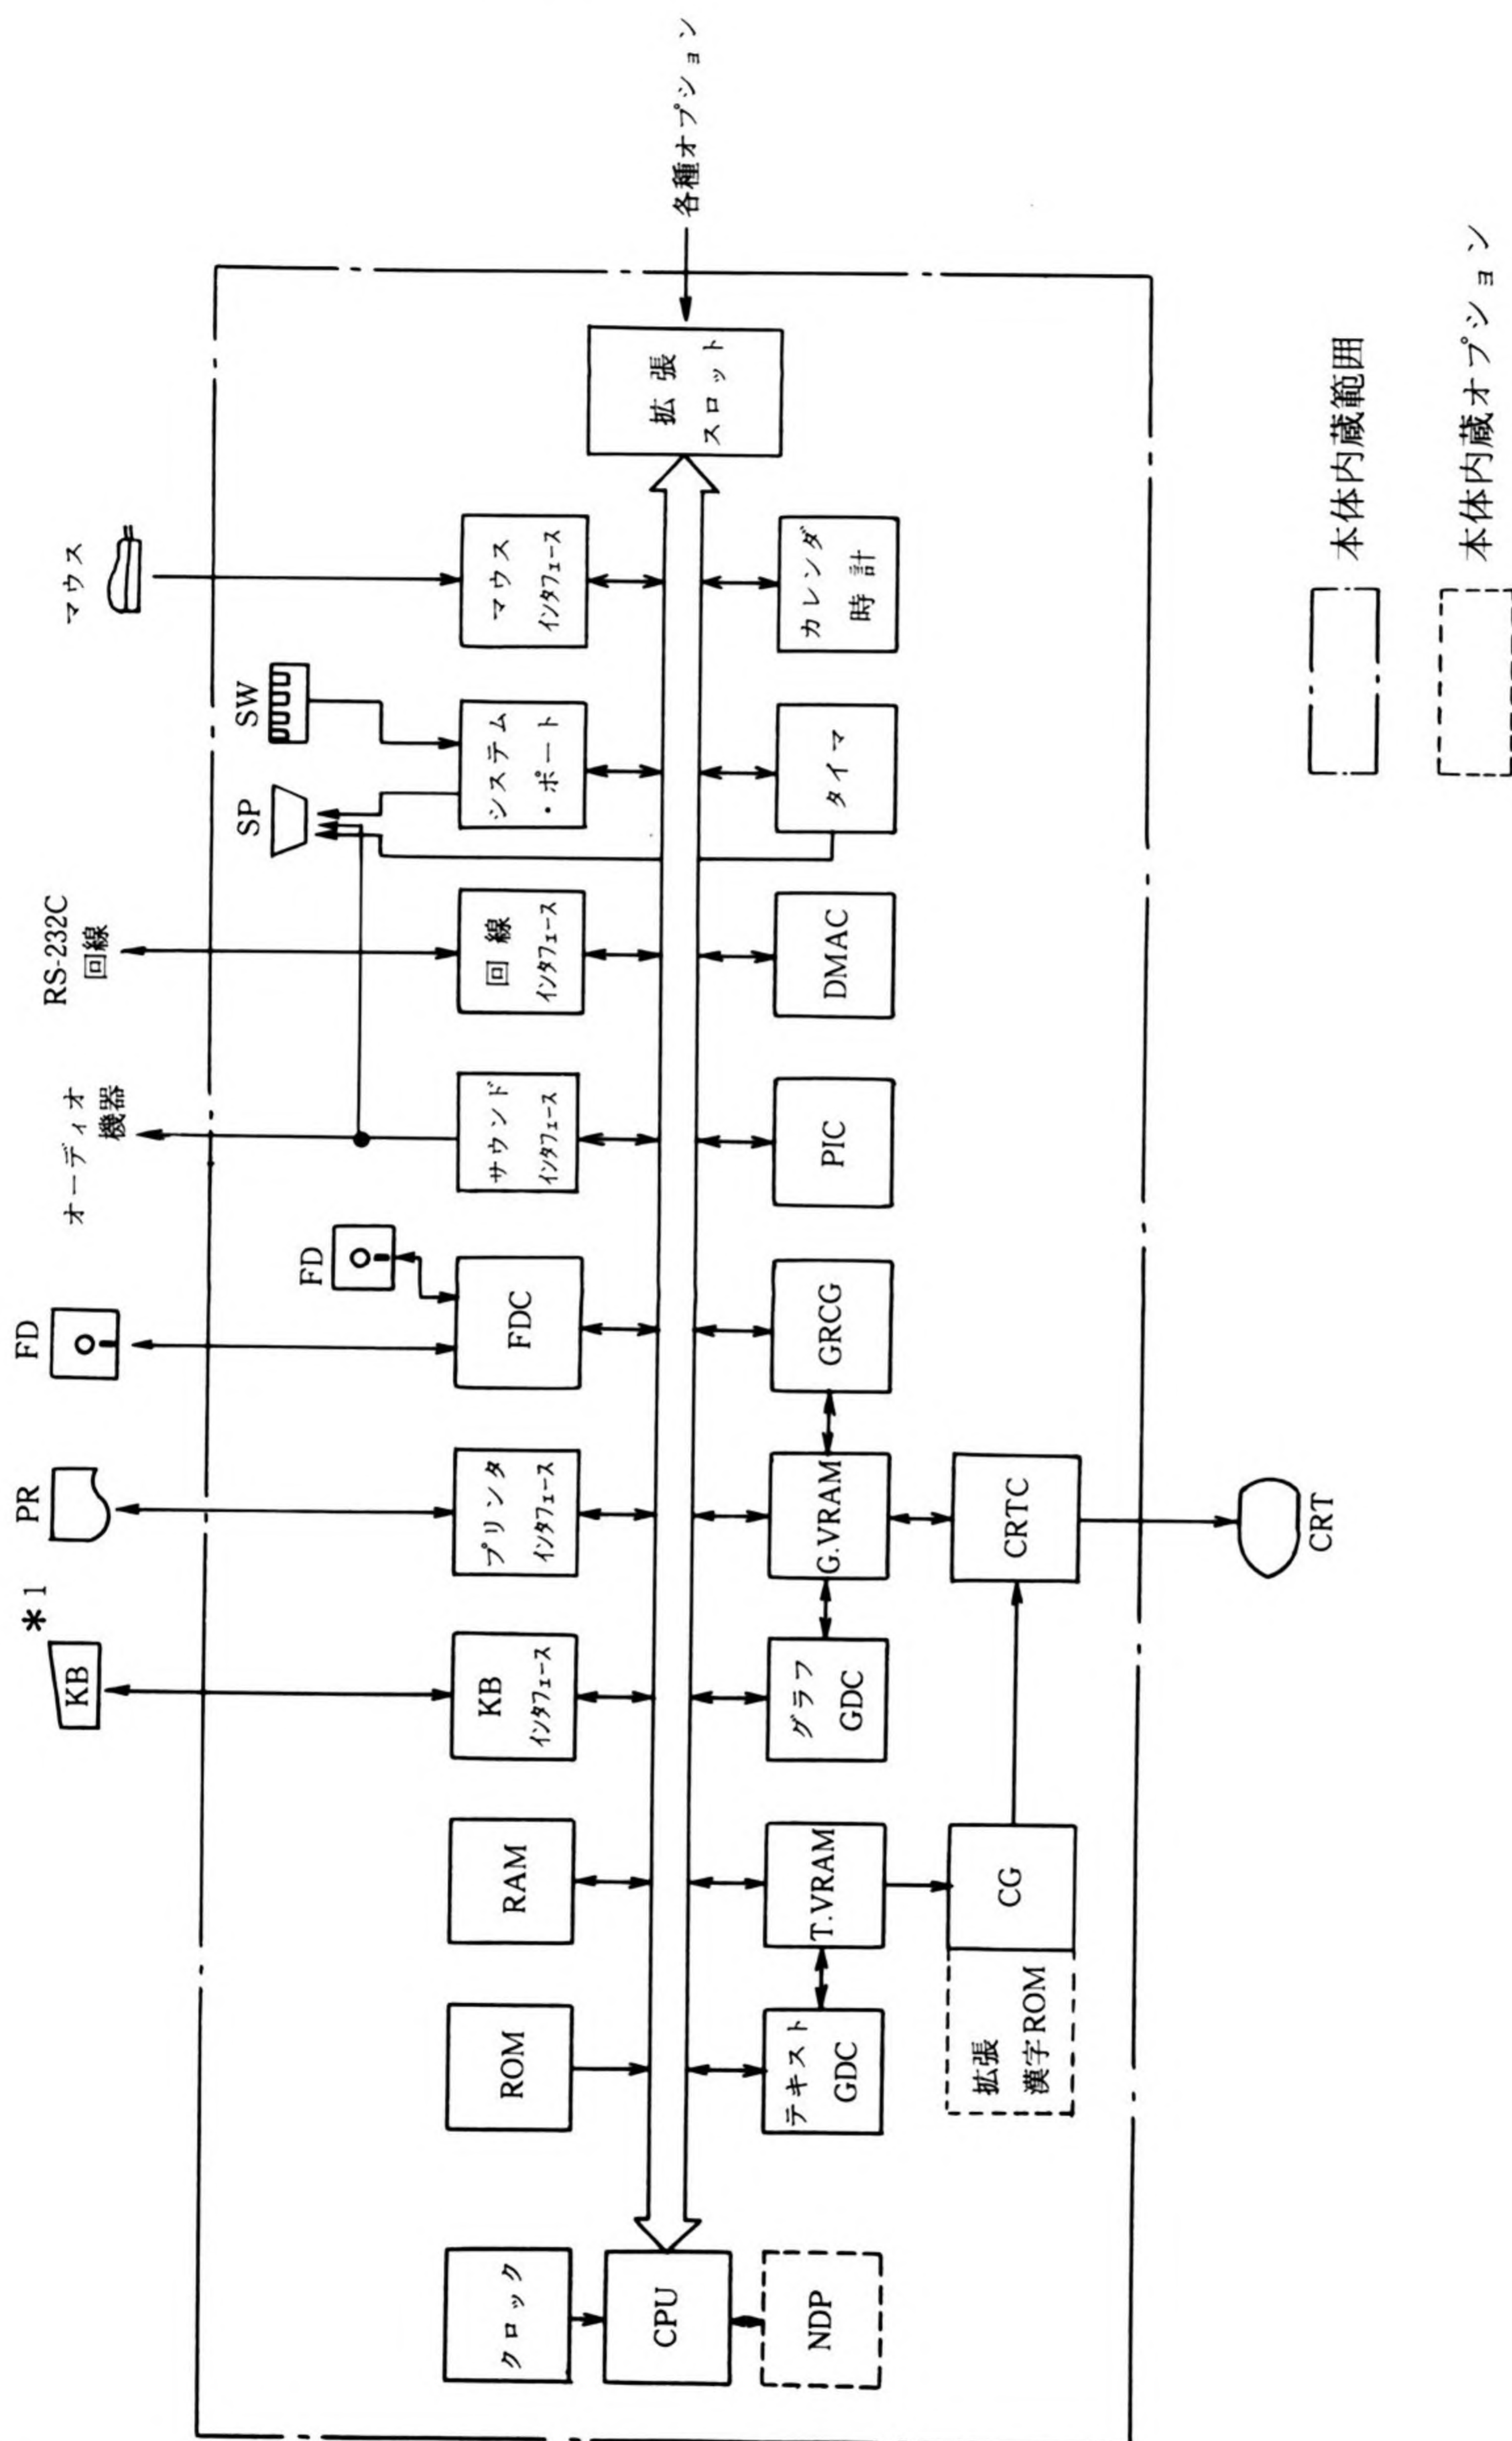 *1
KB
PR
FD
FD
オーディオ
機器
RS-232C
回線
SP
SW
マウス
クロック
ROM
RAM
KB
インタフェース
プリンタ
インタフェース
FDC
サウンド
インタフェース
回線
インタフェース
システム
・ポート
マウス
インタフェース
CPU
拡張
スロット
各種オプション
NDP
テキスト
GDC
T.VRAM
グラフ
GDC
G.VRAM
GRCG
PIC
DMAC
タイマ
カレンダ
時計
拡張
漢字ROM
CG
CRTC
CRT
本体内蔵範囲
本体内蔵オプション